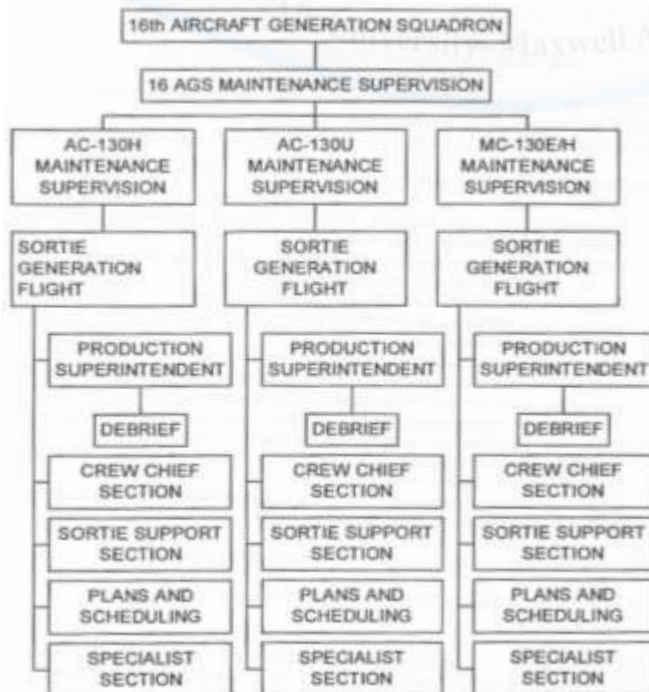 16th AIRCRAFT GENERATION SQUADRON
16 AGS MAINTENANCE SUPERVISION
AC-130H
MAINTENANCE
SUPERVISION
AC-130U
MAINTENANCE
SUPERVISION
MC-130E/H
MAINTENANCE
SUPERVISION
SORTIE
GENERATION
FLIGHT
SORTIE
GENERATION
FLIGHT
SORTIE
GENERATION
FLIGHT
PRODUCTION
SUPERINTENDENT
PRODUCTION
SUPERINTENDENT
PRODUCTION
SUPERINTENDENT
DEBRIEF
DEBRIEF
DEBRIEF
CREW CHIEF
SECTION
CREW CHIEF
SECTION
CREW CHIEF
SECTION
SORTIE SUPPORT
SECTION
SORTIE SUPPORT
SECTION
SORTIE SUPPORT
SECTION
PLANS AND
SCHEDULING
PLANS AND
SCHEDULING
PLANS AND
SCHEDULING
SPECIALIST
SECTION
SPECIALIST
SECTION
SPECIALIST
SECTION